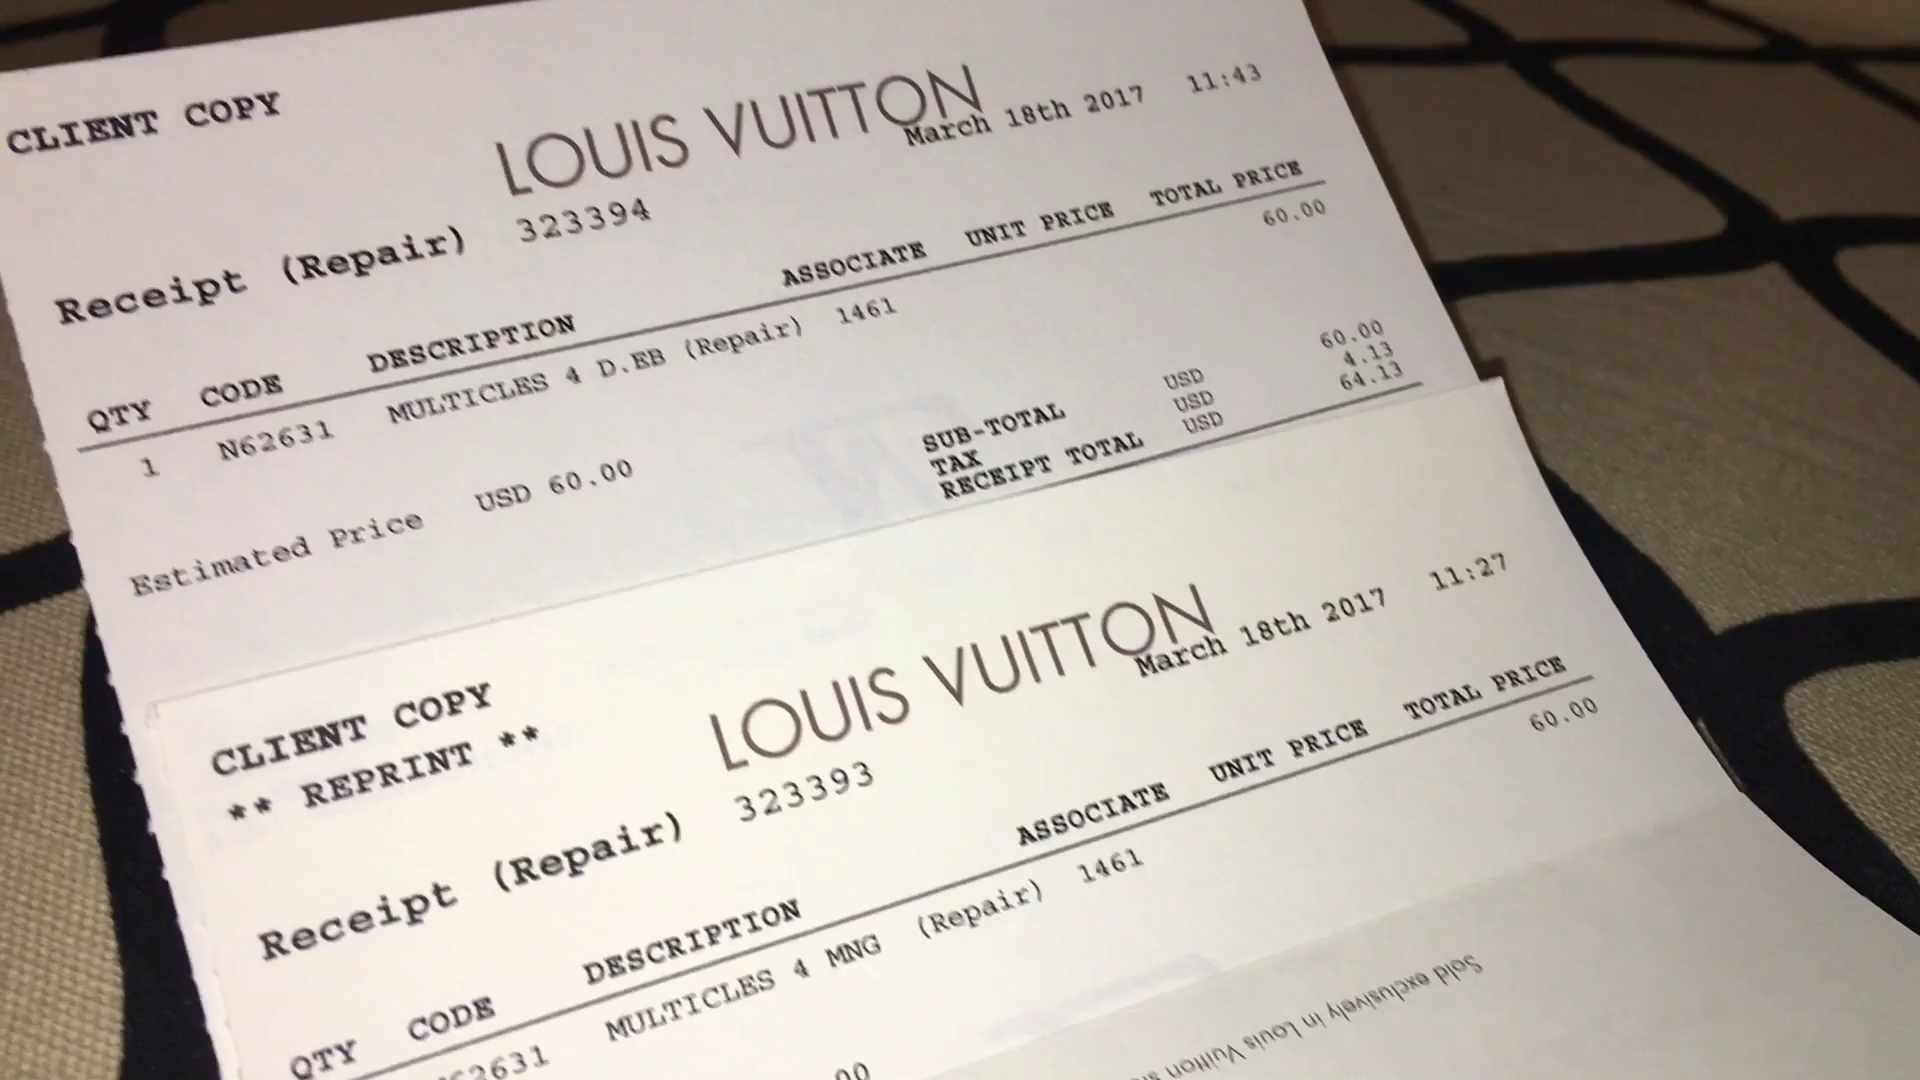 CLIENT COPY
LOUIS VUITTON
March 18th 2017 11:43
Receipt (Repair) 323394
QTY CODE DESCRIPTION ASSOCIATE UNIT PRICE TOTAL PRICE
1 N62631 MULTICLES 4 D.EB (Repair) 1461 60.00
Estimated Price USD 60.00
SUB-TOTAL USD 60.00
TAX USD 4.13
RECEIPT TOTAL USD 64.13
CLIENT COPY
** REPRINT **
LOUIS VUITTON
March 18th 2017 11:27
Receipt (Repair) 323393
QTY CODE DESCRIPTION ASSOCIATE UNIT PRICE TOTAL PRICE
MULTICLES 4 MNG (Repair) 1461 60.00
Sold exclusively in Louis Vuitton